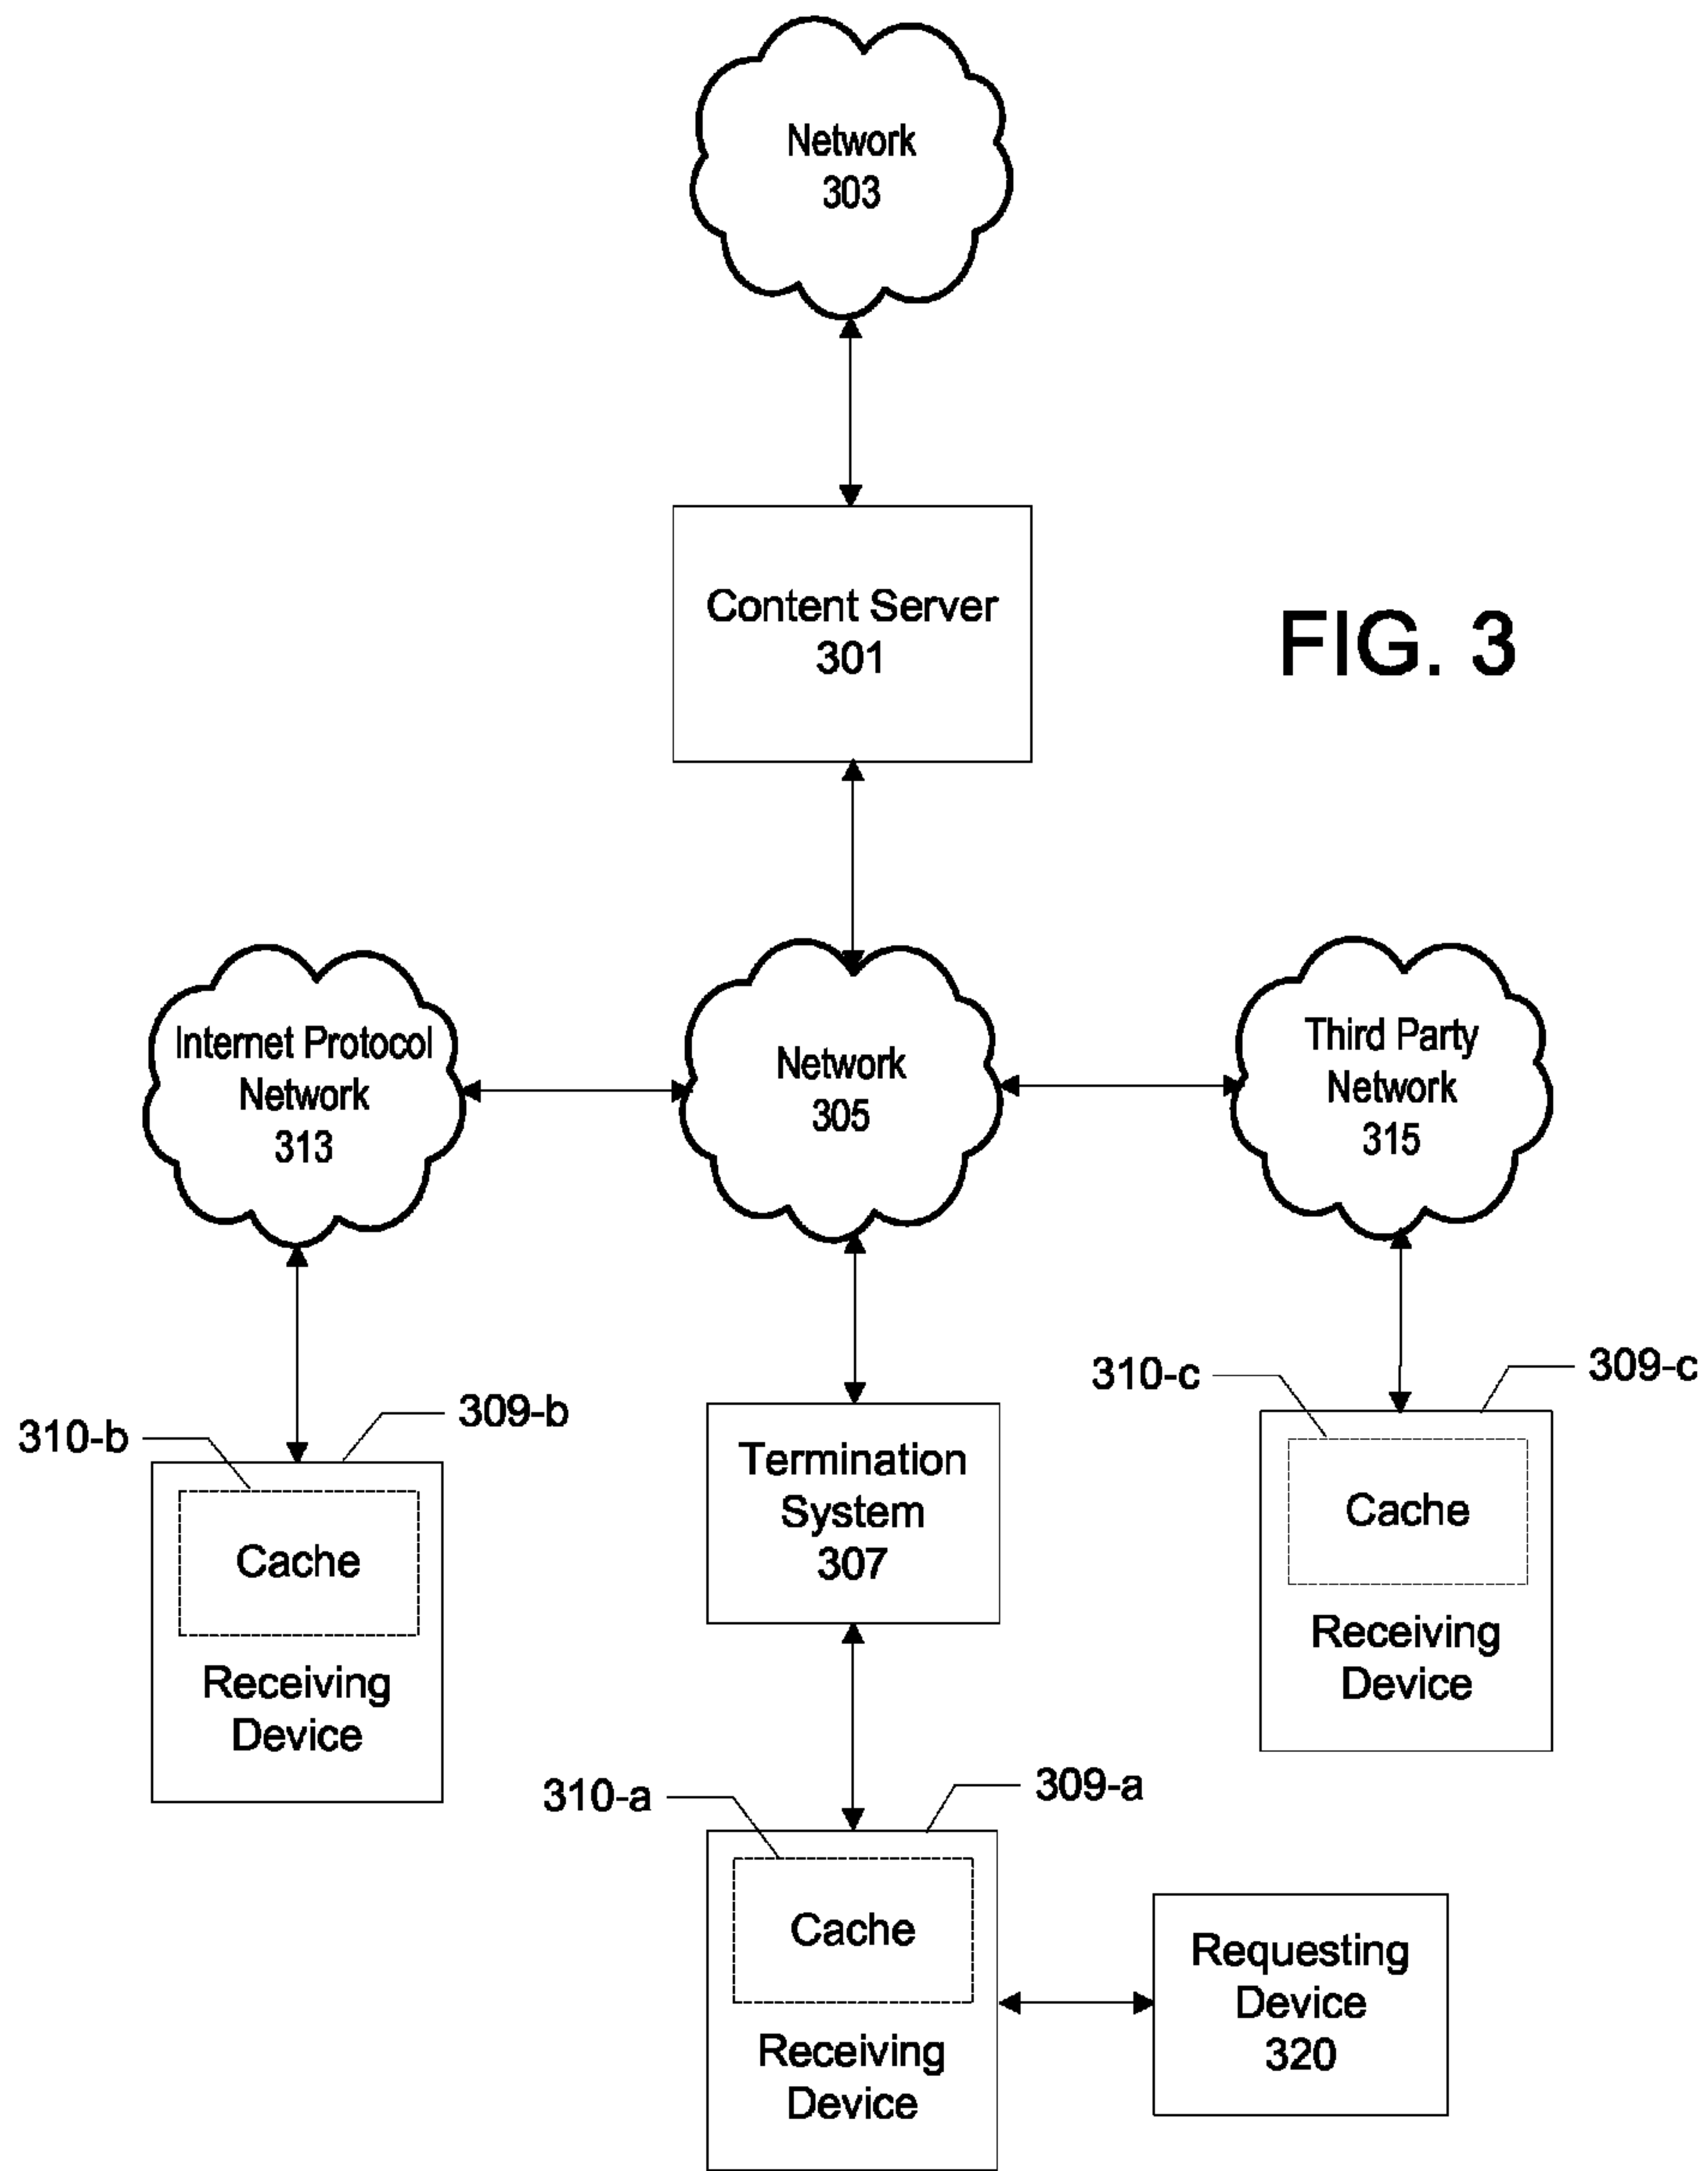 Network
303
Content Server
301
FIG. 3
Internet Protocol
Network
313
Network
305
Third Party
Network
315
310-b
309-b
Cache
Receiving
Device
Termination
System
307
310-c
309-c
Cache
Receiving
Device
310-a
309-a
Cache
Receiving
Device
Requesting
Device
320